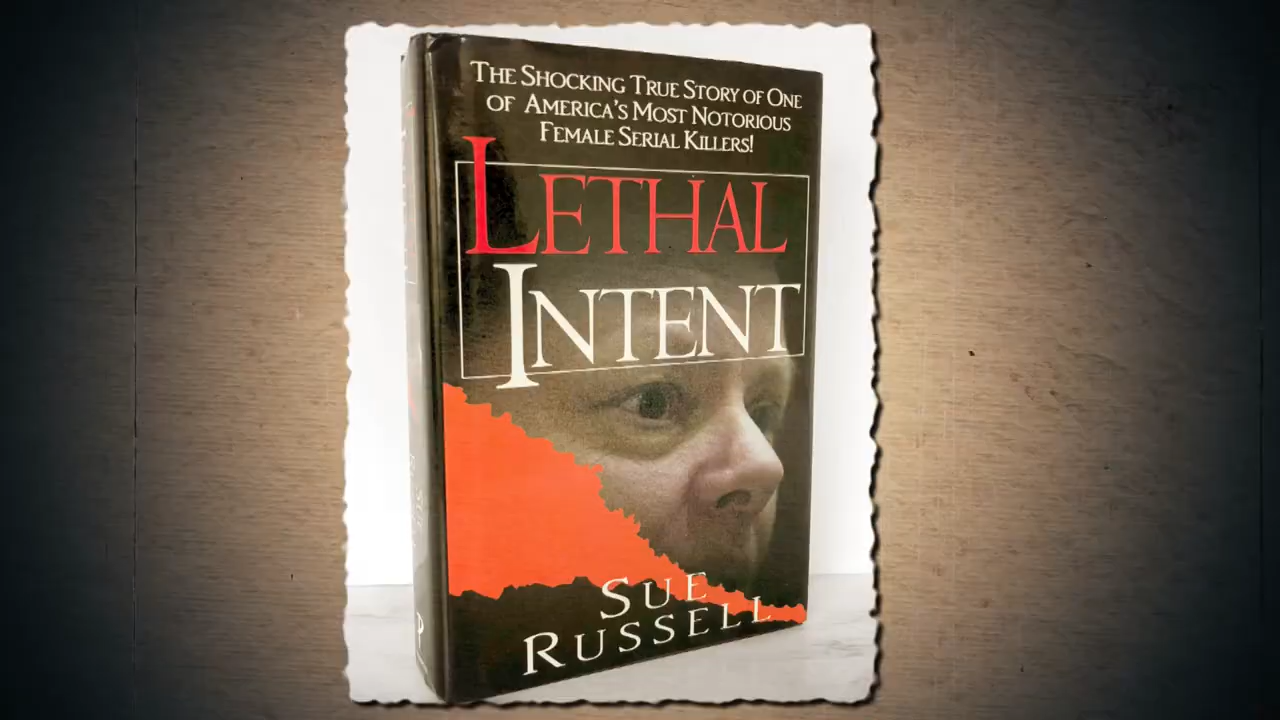 THE SHOCKING TRUE STORY OF ONE
OF AMERICA'S MOST NOTORIOUS
FEMALE SERIAL KILLERS!
LETHAL
INTENT
SUE
RUSSELL